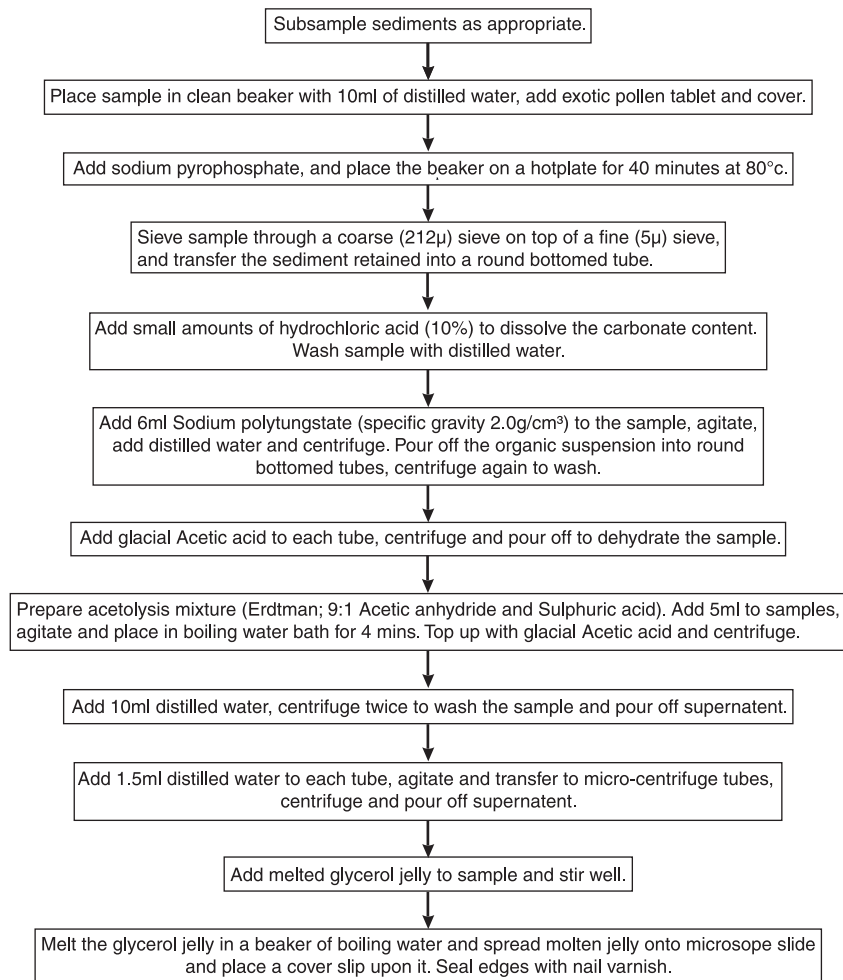 Subsample sediments as appropriate.
Place sample in clean beaker with 10ml of distilled water, add exotic pollen tablet and cover.
Add sodium pyrophosphate, and place the beaker on a hotplate for 40 minutes at 80°c.
Sieve sample through a coarse (212µ) sieve on top of a fine (5µ) sieve,
and transfer the sediment retained into a round bottomed tube.
Add small amounts of hydrochloric acid (10%) to dissolve the carbonate content.
Wash sample with distilled water.
Add 6ml Sodium polytungstate (specific gravity 2.0g/cm³) to the sample, agitate,
add distilled water and centrifuge. Pour off the organic suspension into round
bottomed tubes, centrifuge again to wash.
Add glacial Acetic acid to each tube, centrifuge and pour off to dehydrate the sample.
Prepare acetolysis mixture (Erdtman; 9:1 Acetic anhydride and Sulphuric acid). Add 5ml to samples,
agitate and place in boiling water bath for 4 mins. Top up with glacial Acetic acid and centrifuge.
Add 10ml distilled water, centrifuge twice to wash the sample and pour off supernatent.
Add 1.5ml distilled water to each tube, agitate and transfer to micro-centrifuge tubes,
centrifuge and pour off supernatent.
Add melted glycerol jelly to sample and stir well.
Melt the glycerol jelly in a beaker of boiling water and spread molten jelly onto microsope slide
and place a cover slip upon it. Seal edges with nail varnish.